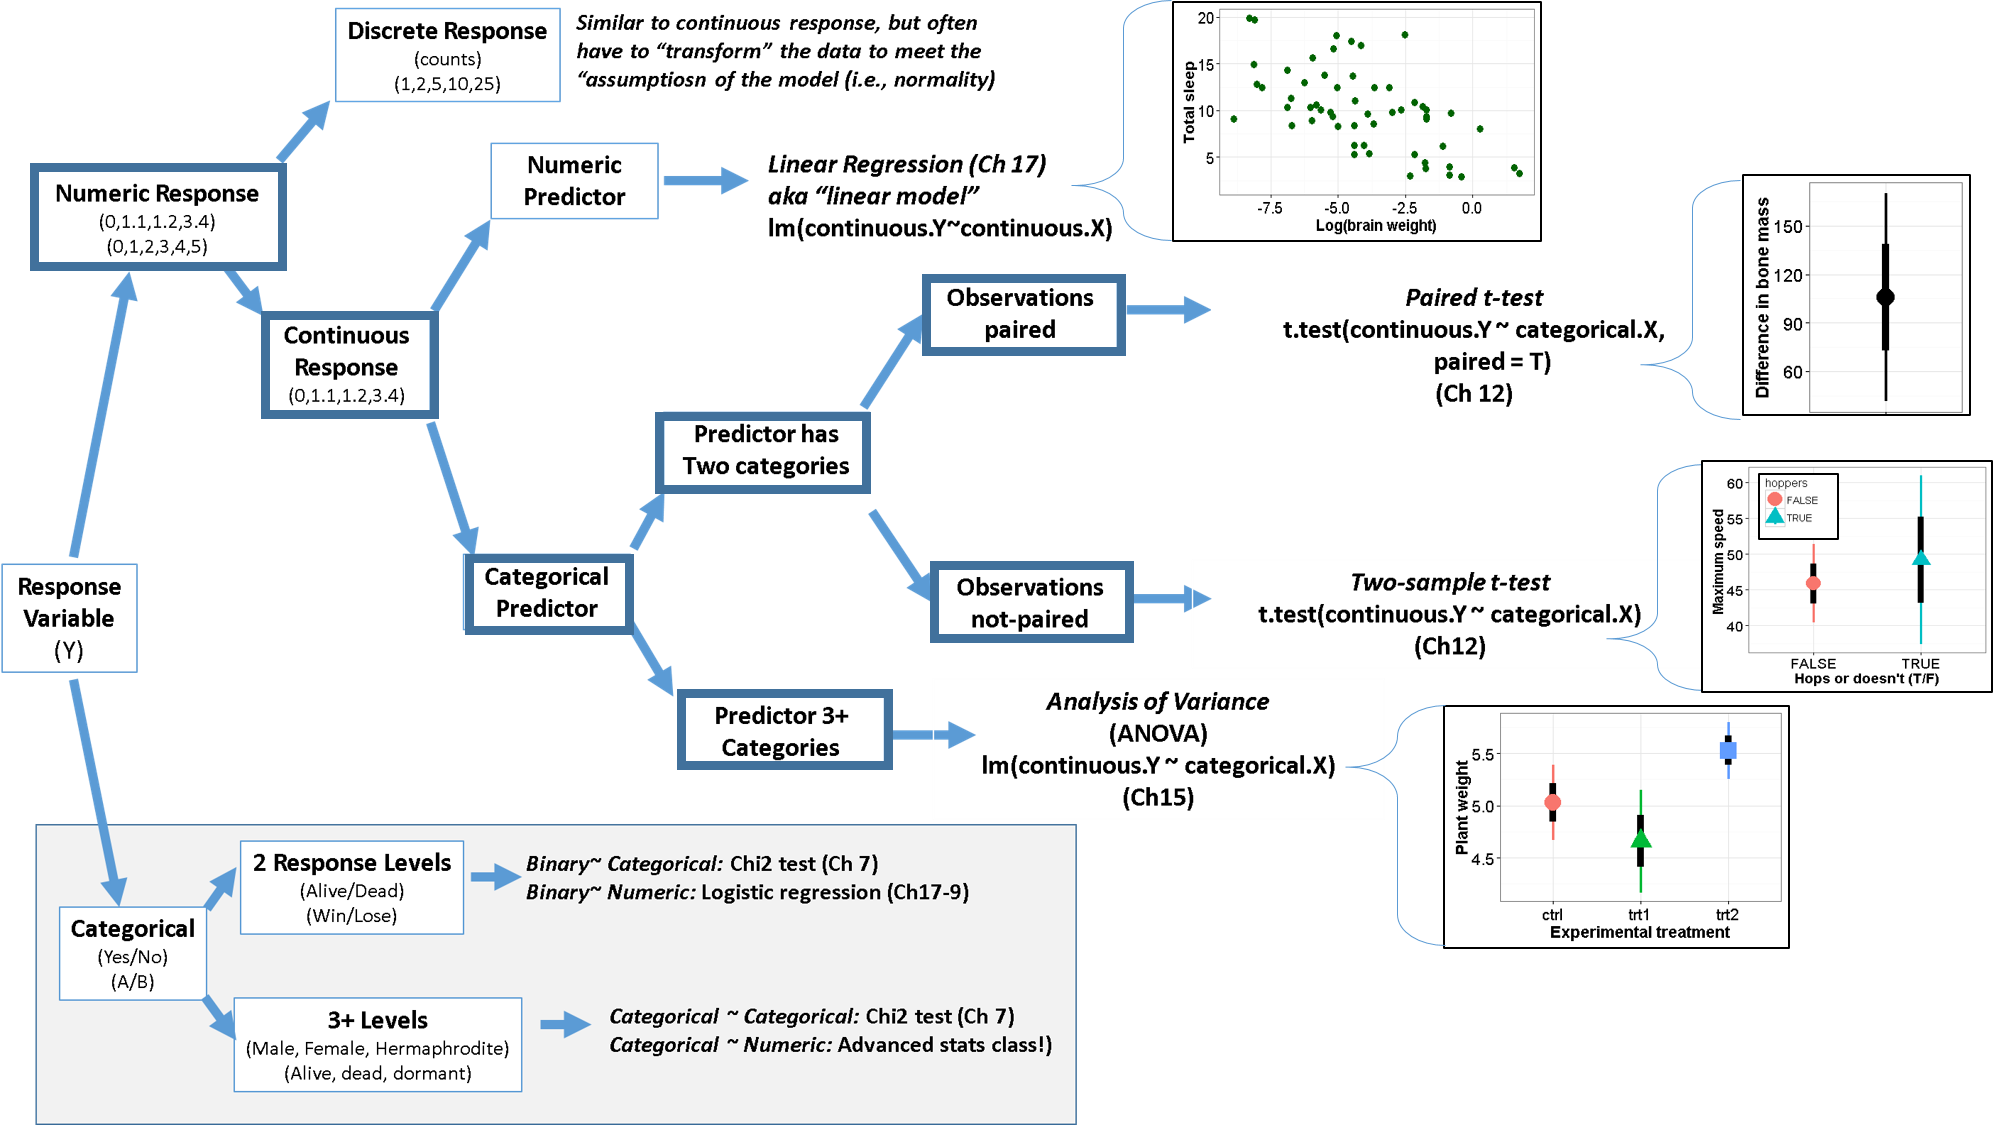 Discrete Response
(counts)
(1,2,5,10,25)
Similar to continuous response, but often
have to “transform” the data to meet the
“assumptiosn of the model (i.e., normality)
Numeric Response
(0,1.1,1.2,3.4)
(0,1,2,3,4,5)
Numeric
Predictor
Linear Regression (Ch 17)
aka “linear model”
lm(continuous.Y~continuous.X)
Total sleep
20
15
10
5
-7.5
-5.0
-2.5
0.0
Log(brain weight)
Continuous
Response
(0,1.1,1.2,3.4)
Observations
paired
Paired t-test
t.test(continuous.Y ~ categorical.X,
paired = T)
(Ch 12)
Difference in bone mass
150
120
90
60
Predictor has
Two categories
Response
Variable
(Y)
Categorical
Predictor
Observations
not-paired
Two-sample t-test
t.test(continuous.Y ~ categorical.X)
(Ch12)
Maximum speed
60
55
50
45
40
hoppers
FALSE
TRUE
FALSE
TRUE
Hops or doesn't (T/F)
Predictor 3+
Categories
Analysis of Variance
(ANOVA)
lm(continuous.Y ~ categorical.X)
(Ch15)
Plant weight
5.5
5.0
4.5
ctrl
trt1
trt2
Experimental treatment
Categorical
(Yes/No)
(A/B)
2 Response Levels
(Alive/Dead)
(Win/Lose)
Binary~ Categorical: Chi2 test (Ch 7)
Binary~ Numeric: Logistic regression (Ch17-9)
3+ Levels
(Male, Female, Hermaphrodite)
(Alive, dead, dormant)
Categorical ~ Categorical: Chi2 test (Ch 7)
Categorical ~ Numeric: Advanced stats class!)